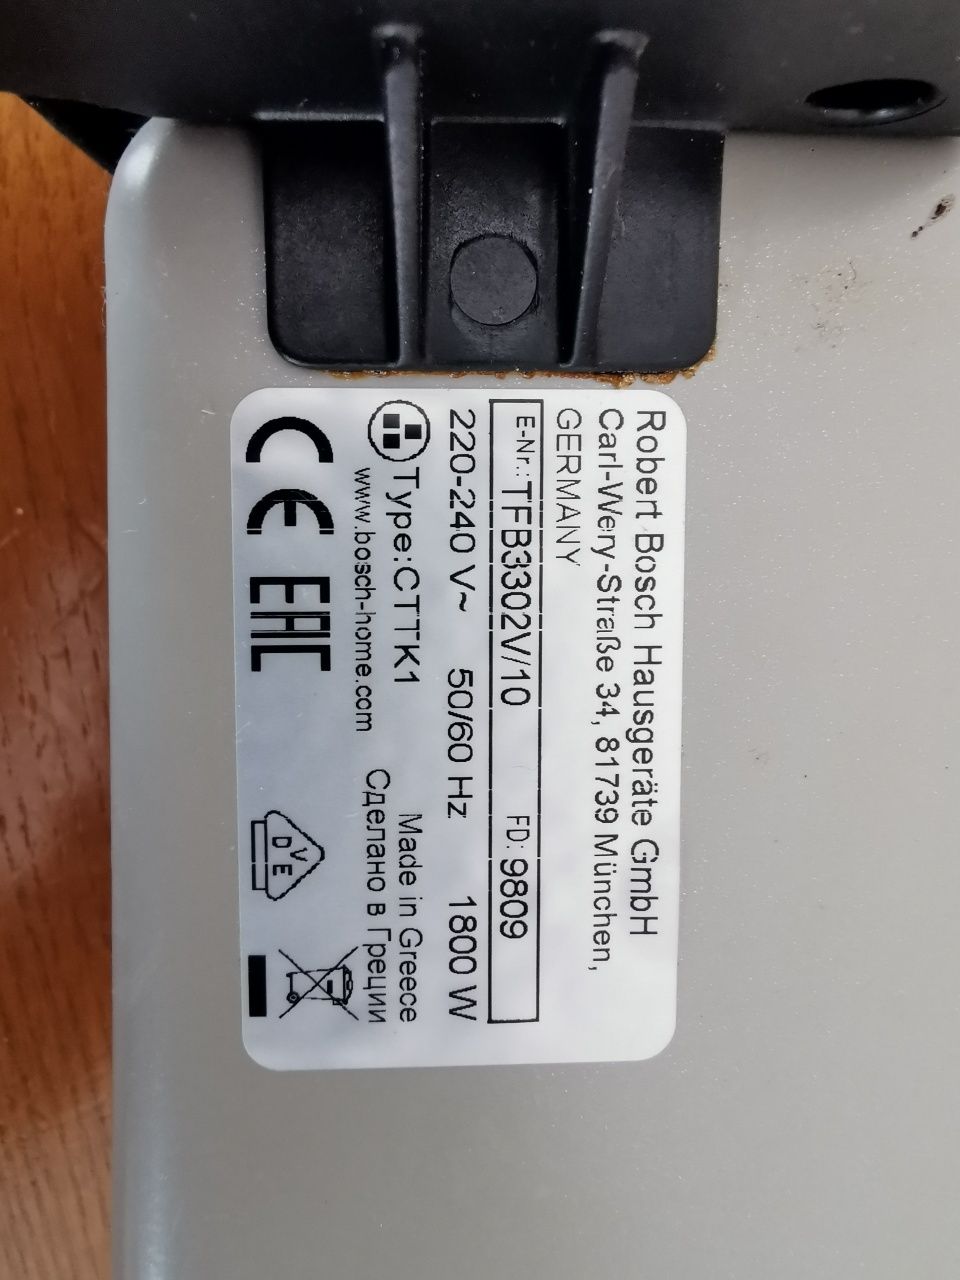 Robert Bosch Hausgeräte GmbH
Carl-Wery-Straße 34, 81739 München,
GERMANY
E-Nr.: TFB3302V/10 FD: 9809
220-240 V~ 50/60 Hz 1800 W
Type:CTTK1 Made in Greece
www.bosch-home.com Сделано в Греции
CE EAC
VDE